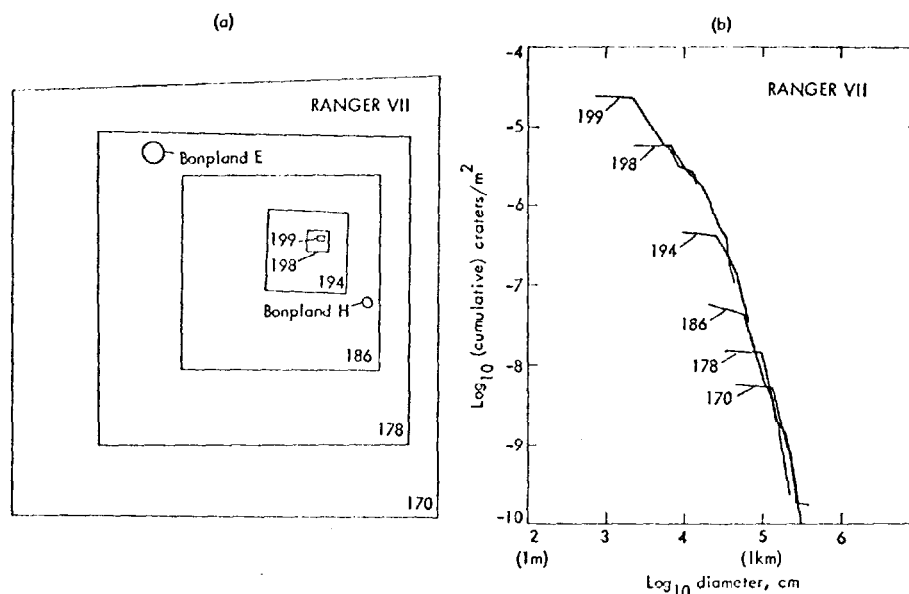 (a)
RANGER VII
Bonpland E
199
198
194
Bonpland H
186
178
170
(b)
RANGER VII
-4
-5
-6
-7
-8
-9
-10
Log10 (cumulative) craters/m2
199
198
194
186
178
170
2 3 4 5 6
(1m) (1km)
Log10 diameter, cm